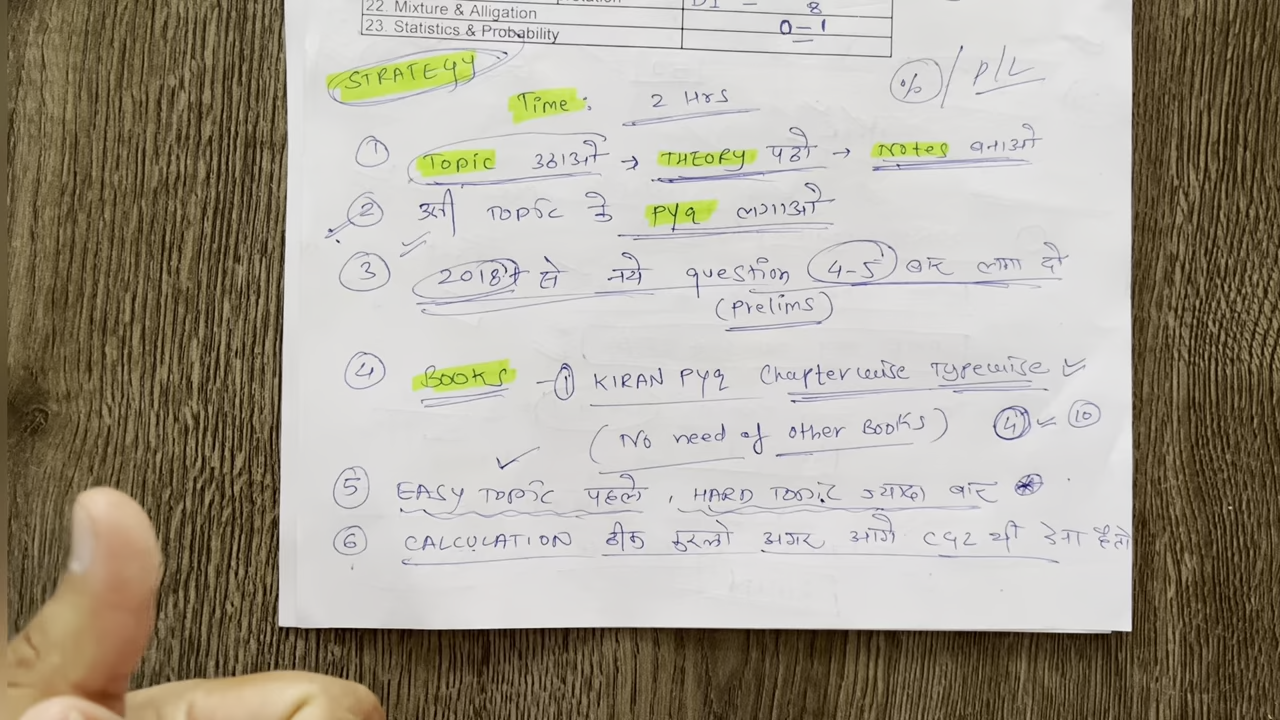 DI - 8
22. Mixture & Alligation
23. Statistics & Probability 0-1
STRATEGY
% / P/L
Time: 2 Hrs
① Topic उठाओ → THEORY पढो → Notes बनाओ
② उसी TOPIC के PYQ लगाओ
③ 2018 से नये question 4-5 बार लगा दो
(Prelims)
④ BOOKS - ① KIRAN PYQ Chapterwise Typewise
(No need of other BOOKS) ④ ⑩
⑤ EASY TOPIC पहले, HARD TOPIC ज्यादा बार
⑥ CALCULATION ठीक करलो अगर आगे CGL भी देना है तो